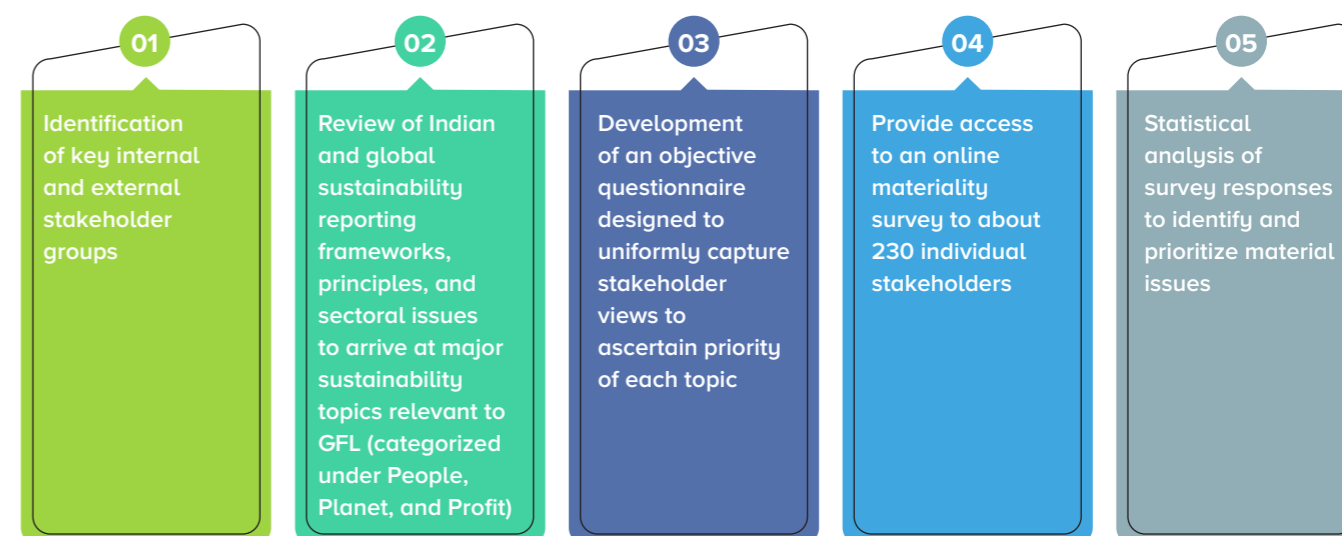 01
Identification
of key internal
and external
stakeholder
groups
02
Review of Indian
and global
sustainability
reporting
frameworks,
principles, and
sectoral issues
to arrive at major
sustainability
topics relevant to
GFL (categorized
under People,
Planet, and Profit)
03
Development
of an objective
questionnaire
designed to
uniformly capture
stakeholder
views to
ascertain priority
of each topic
04
Provide access
to an online
materiality
survey to about
230 individual
stakeholders
05
Statistical
analysis of
survey responses
to identify and
prioritize material
issues